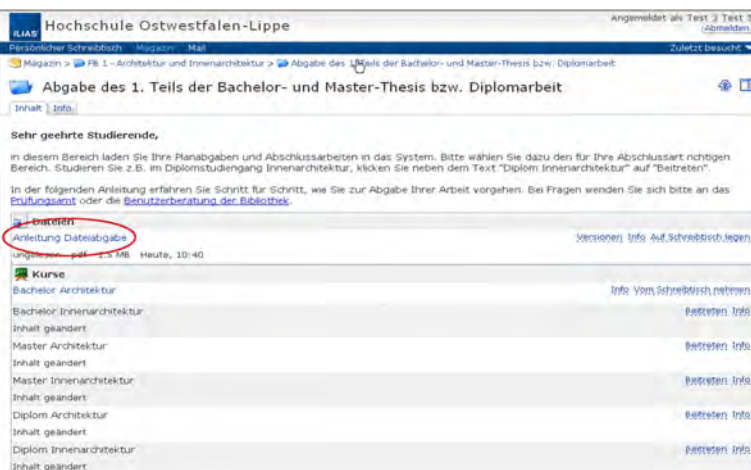 ILIAS Hochschule Ostwestfalen-Lippe
Angemeldet als Test 3 Test 3
Abmelden
Persönlicher Schreibtisch Magazin Mail
Zuletzt besucht
Magazin > FB 1 - Architektur und Innenarchitektur > Abgabe des 1. Teils der Bachelor- und Master-Thesis bzw. Diplomarbeit
Abgabe des 1. Teils der Bachelor- und Master-Thesis bzw. Diplomarbeit
Inhalt Info
Sehr geehrte Studierende,
in diesem Bereich laden Sie Ihre Planabgaben und Abschlussarbeiten in das System. Bitte wählen Sie dazu den für Ihre Abschlussart richtigen
Bereich. Studieren Sie z.B. im Diplomstudiengang Innenarchitektur, klicken Sie neben dem Text "Diplom Innenarchitektur" auf "Beitreten".
In der folgenden Anleitung erfahren Sie Schritt für Schritt, wie Sie zur Abgabe Ihrer Arbeit vorgehen. Bei Fragen wenden Sie sich bitte an das
Prüfungsamt oder die Benutzerberatung der Bibliothek.
Dateien
Anleitung Dateiabgabe
Versionen Info Auf Schreibtisch legen
ungelesen pdf 1.5 MB Heute, 10:40
Kurse
Bachelor Architektur
Info Vom Schreibtisch nehmen
Bachelor Innenarchitektur
Beitreten Info
Inhalt geändert
Master Architektur
Beitreten Info
Inhalt geändert
Master Innenarchitektur
Beitreten Info
Inhalt geändert
Diplom Architektur
Beitreten Info
Inhalt geändert
Diplom Innenarchitektur
Beitreten Info
Inhalt geändert